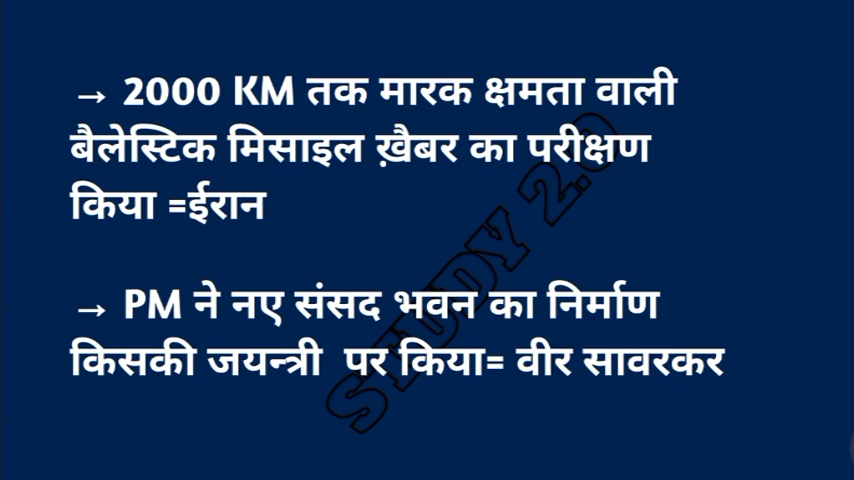 → 2000 KM तक मारक क्षमता वाली
बैलेस्टिक मिसाइल ख़ैबर का परीक्षण
किया =ईरान
→ PM ने नए संसद भवन का निर्माण
किसकी जयन्त्री पर किया= वीर सावरकर
STUDY 2.0